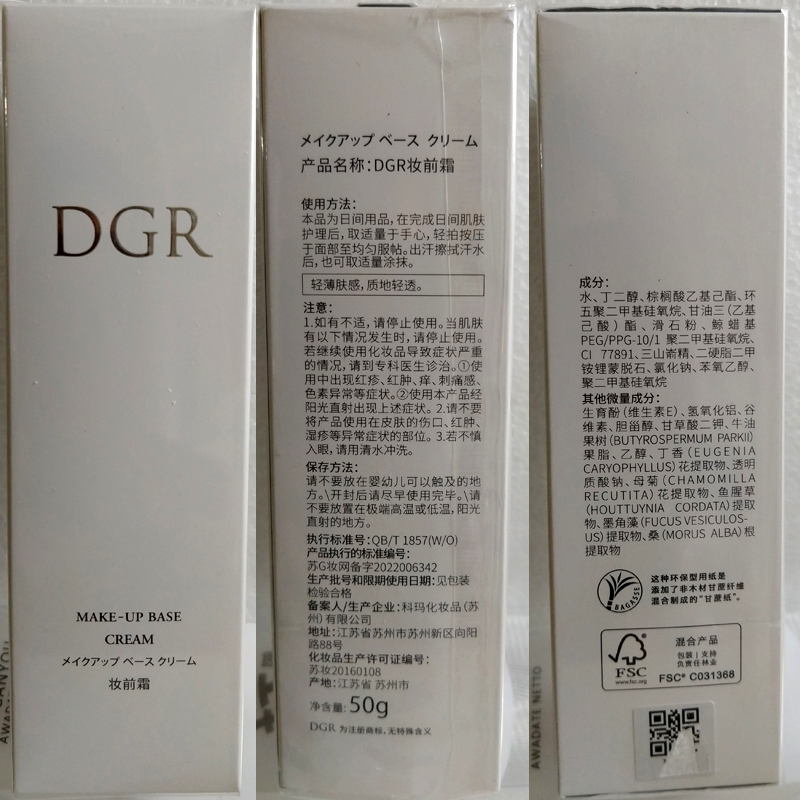 DGR
MAKE-UP BASE
CREAM
メイクアップ ベース クリーム
妆前霜
メイクアップ ベース クリーム
产品名称:DGR妆前霜
使用方法:
本品为日间用品,在完成日间肌肤
护理后,取适量于手心,轻拍按压
于面部至均匀服帖。出汗擦拭汗水
后,也可取适量涂抹。
轻薄肤感,质地轻透。
注意:
1.如有不适,请停止使用。当肌肤
有以下情况发生时,请停止使用。
若继续使用化妆品导致症状严重
的情况,请到专科医生诊治。①使
用中出现红疹、红肿、痒、刺痛感、
色素异常等症状。②使用本产品经
阳光直射出现上述症状。2.请不要
将产品使用在皮肤的伤口、红肿、
湿疹等异常症状的部位。3.若不慎
入眼,请用清水冲洗。
保存方法:
请不要放在婴幼儿可以触及的地
方。\开封后请尽早使用完毕。\请
不要放置在极端高温或低温,阳光
直射的地方。
执行标准号:QB/T 1857(W/O)
产品执行的标准编号:
苏G妆网备字2022006342
生产批号和限期使用日期:见包装
检验合格
备案人/生产企业:科玛化妆品(苏
州)有限公司
地址:江苏省苏州市苏州新区向阳
路88号
化妆品生产许可证编号:
苏妆20160108
产地:江苏省 苏州市
净含量:50g
DGR 为注册商标,无特殊含义
成分:
水、丁二醇、棕榈酸乙基己酯、环
五聚二甲基硅氧烷、甘油三(乙基
己酸)酯、滑石粉、鲸蜡基
PEG/PPG-10/1 聚二甲基硅氧烷、
CI 77891、三山嵛精、二硬脂二甲
铵锂蒙脱石、氯化钠、苯氧乙醇、
聚二甲基硅氧烷
其他微量成分:
生育酚(维生素E)、氢氧化铝、谷
维素、胆甾醇、甘草酸二钾、牛油
果树(BUTYROSPERMUM PARKII)
果脂、乙醇、丁香(EUGENIA
CARYOPHYLLUS)花提取物、透明
质酸钠、母菊(CHAMOMILLA
RECUTITA)花提取物、鱼腥草
(HOUTTUYNIA CORDATA)提取
物、墨角藻(FUCUS VESICULOS-
US)提取物、桑(MORUS ALBA)根
提取物
BAGASSE
这种环保型用纸是
添加了非木材甘蔗纤维
混合制成的"甘蔗纸"。
FSC
www.fsc.org
混合产品
包装 | 支持
负责任林业
FSC® C031368
AWADATE NETTO